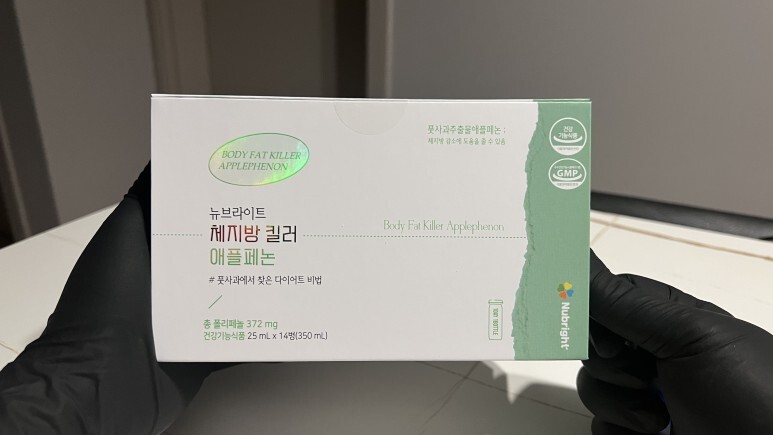 BODY FAT KILLER
APPLEPHENON
풋사과추출물애플페논 :
체지방 감소에 도움을 줄 수 있음
건강
기능식품
GMP
뉴브라이트
체지방 킬러
애플페논
Body Fat Killer Applephenon
# 풋사과에서 찾은 다이어트 비법
총 폴리페놀 372 mg
건강기능식품 25 mL x 14병(350 mL)
Nubright